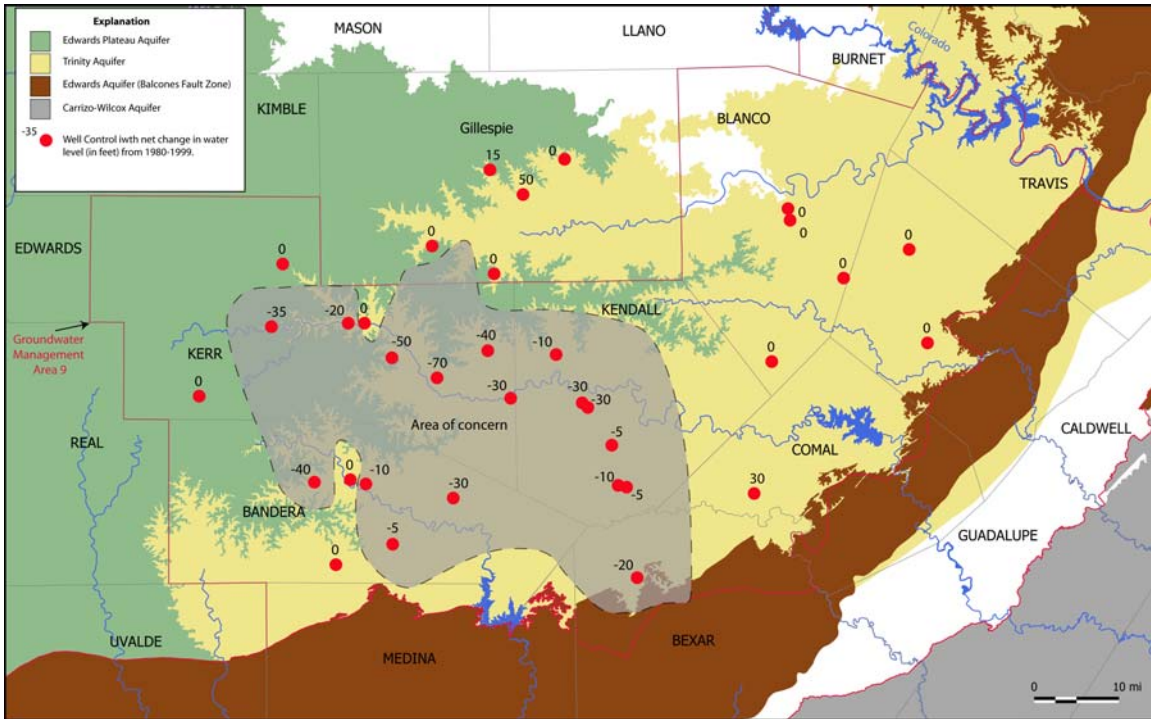 Explanation
Edwards Plateau Aquifer
Trinity Aquifer
Edwards Aquifer (Balcones Fault Zone)
Carrizo-Wilcox Aquifer
-35
Well Control iwth net change in water
level (in feet) from 1980-1999.
MASON
LLANO
BURNET
Colorado
KIMBLE
Gillespie
BLANCO
15
0
50
TRAVIS
0
0
EDWARDS
0
0
0
0
0
0
KENDALL
-35
-20
0
Groundwater
Management
Area 9
KERR
-50
-40
-10
0
0
-70
0
-30
-30
-30
Area of concern
CALDWELL
REAL
-5
COMAL
-40
0
-10
-30
-10
-5
30
BANDERA
-5
GUADALUPE
0
-20
UVALDE
MEDINA
BEXAR
0
10 mi